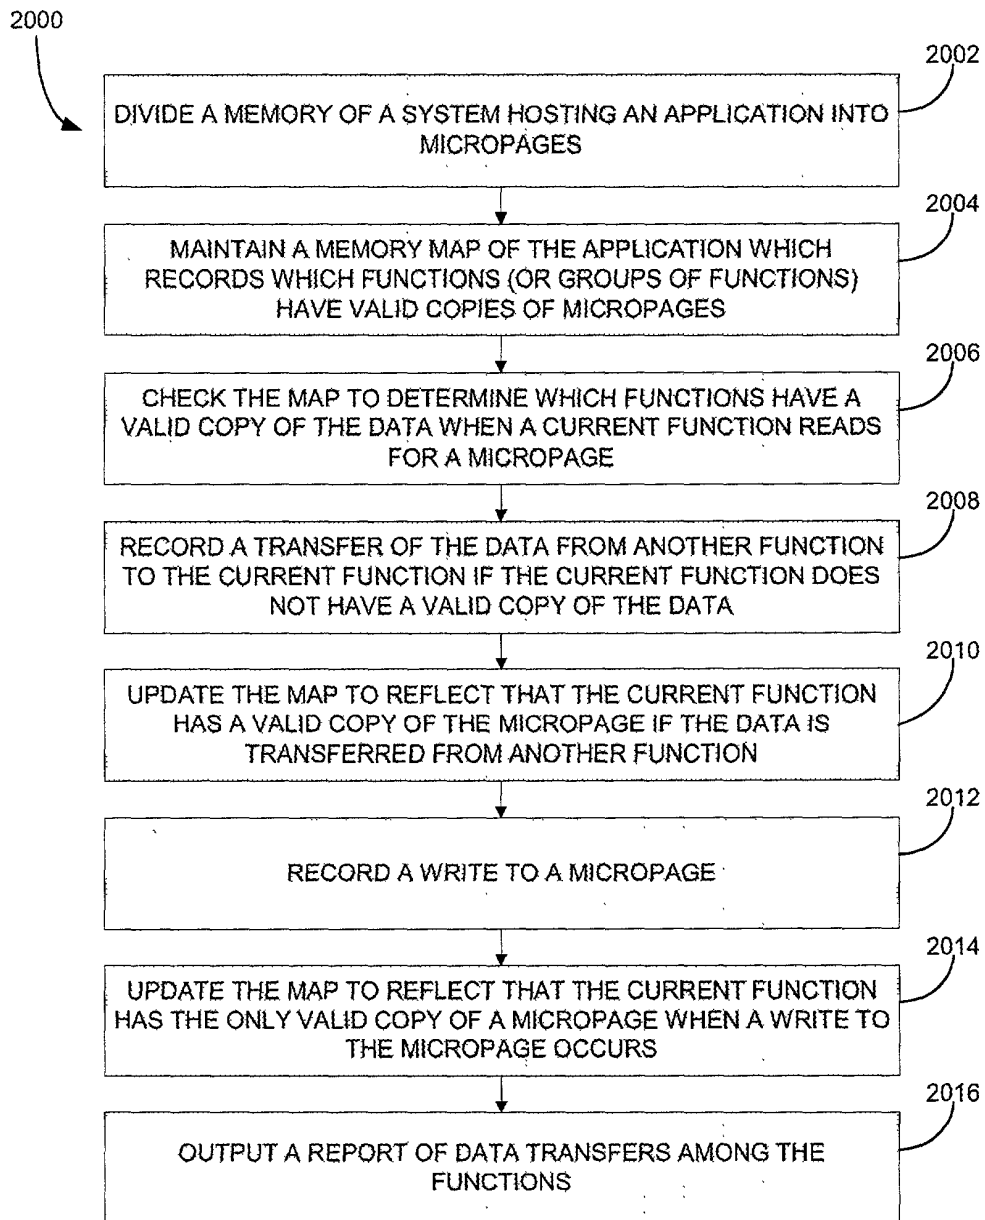 2000
2002
DIVIDE A MEMORY OF A SYSTEM HOSTING AN APPLICATION INTO
MICROPAGES
2004
MAINTAIN A MEMORY MAP OF THE APPLICATION WHICH
RECORDS WHICH FUNCTIONS (OR GROUPS OF FUNCTIONS)
HAVE VALID COPIES OF MICROPAGES
2006
CHECK THE MAP TO DETERMINE WHICH FUNCTIONS HAVE A
VALID COPY OF THE DATA WHEN A CURRENT FUNCTION READS
FOR A MICROPAGE
2008
RECORD A TRANSFER OF THE DATA FROM ANOTHER FUNCTION
TO THE CURRENT FUNCTION IF THE CURRENT FUNCTION DOES
NOT HAVE A VALID COPY OF THE DATA
2010
UPDATE THE MAP TO REFLECT THAT THE CURRENT FUNCTION
HAS A VALID COPY OF THE MICROPAGE IF THE DATA IS
TRANSFERRED FROM ANOTHER FUNCTION
2012
RECORD A WRITE TO A MICROPAGE
2014
UPDATE THE MAP TO REFLECT THAT THE CURRENT FUNCTION
HAS THE ONLY VALID COPY OF A MICROPAGE WHEN A WRITE TO
THE MICROPAGE OCCURS
2016
OUTPUT A REPORT OF DATA TRANSFERS AMONG THE
FUNCTIONS